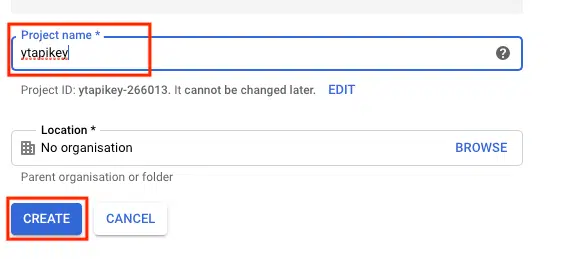 Project name *
ytapikey
Project ID: ytapikey-266013. It cannot be changed later. EDIT
Location *
No organisation BROWSE
Parent organisation or folder
CREATE CANCEL